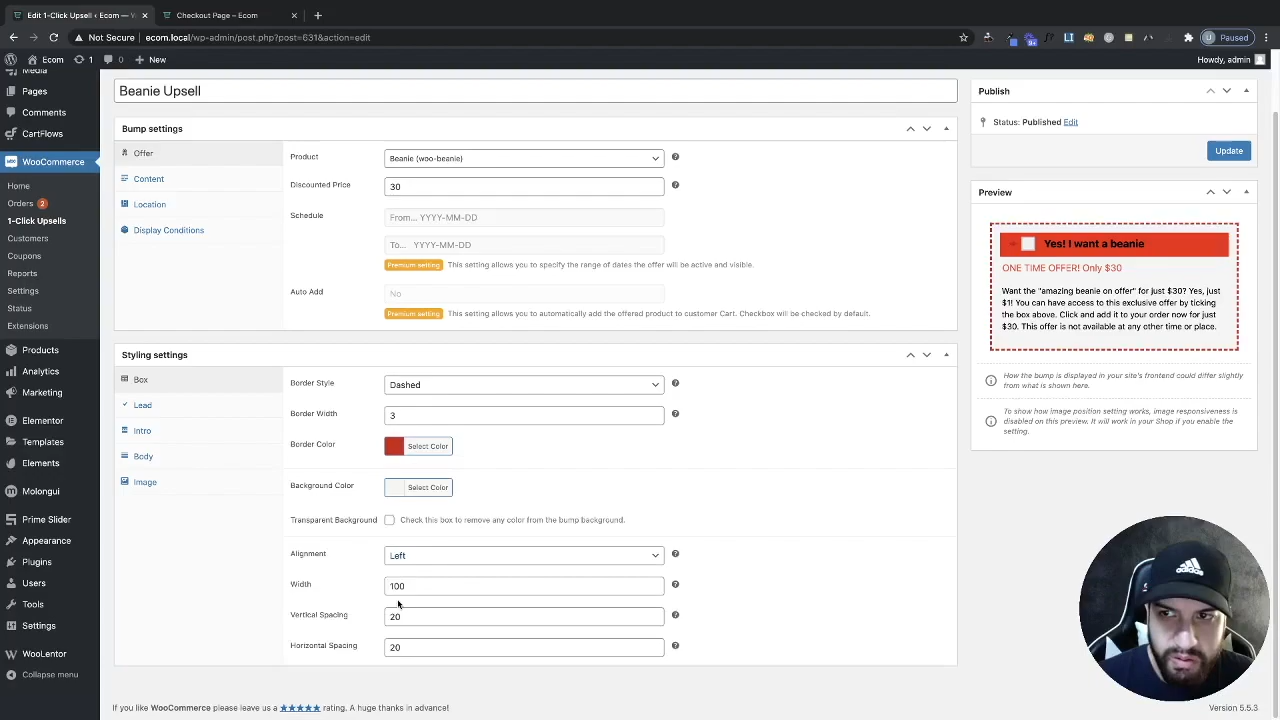 Edit 1-Click Upsell ‹ Ecom — W
Checkout Page – Ecom
Not Secure
ecom.local/wp-admin/post.php?post=631&action=edit
Paused
Ecom
1
0
New
Howdy, admin
Media
Pages
Comments
CartFlows
WooCommerce
Home
Orders 2
1-Click Upsells
Customers
Coupons
Reports
Settings
Status
Extensions
Products
Analytics
Marketing
Elementor
Templates
Elements
Molongui
Prime Slider
Appearance
Plugins
Users
Tools
Settings
WooLentor
Collapse menu
Beanie Upsell
Bump settings
Offer
Content
Location
Display Conditions
Product
Beanie (woo-beanie)
Discounted Price
30
Schedule
From... YYYY-MM-DD
To... YYYY-MM-DD
Premium setting This setting allows you to specify the range of dates the offer will be active and visible.
Auto Add
No
Premium setting This setting allows you to automatically add the offered product to customer Cart. Checkbox will be checked by default.
Styling settings
Box
Lead
Intro
Body
Image
Border Style
Dashed
Border Width
3
Border Color
Select Color
Background Color
Select Color
Transparent Background
Check this box to remove any color from the bump background.
Alignment
Left
Width
100
Vertical Spacing
20
Horizontal Spacing
20
Publish
Status: Published Edit
Update
Preview
Yes! I want a beanie
ONE TIME OFFER! Only $30
Want the "amazing beanie on offer" for just $30? Yes, just
$1! You can have access to this exclusive offer by ticking
the box above. Click and add it to your order now for just
$30. This offer is not available at any other time or place.
How the bump is displayed in your site's frontend could differ slightly
from what is shown here.
To show how image position setting works, image responsiveness is
disabled on this preview. It will work in your Shop if you enable the
setting.
adidas
If you like WooCommerce please leave us a ★★★★★ rating. A huge thanks in advance!
Version 5.5.3